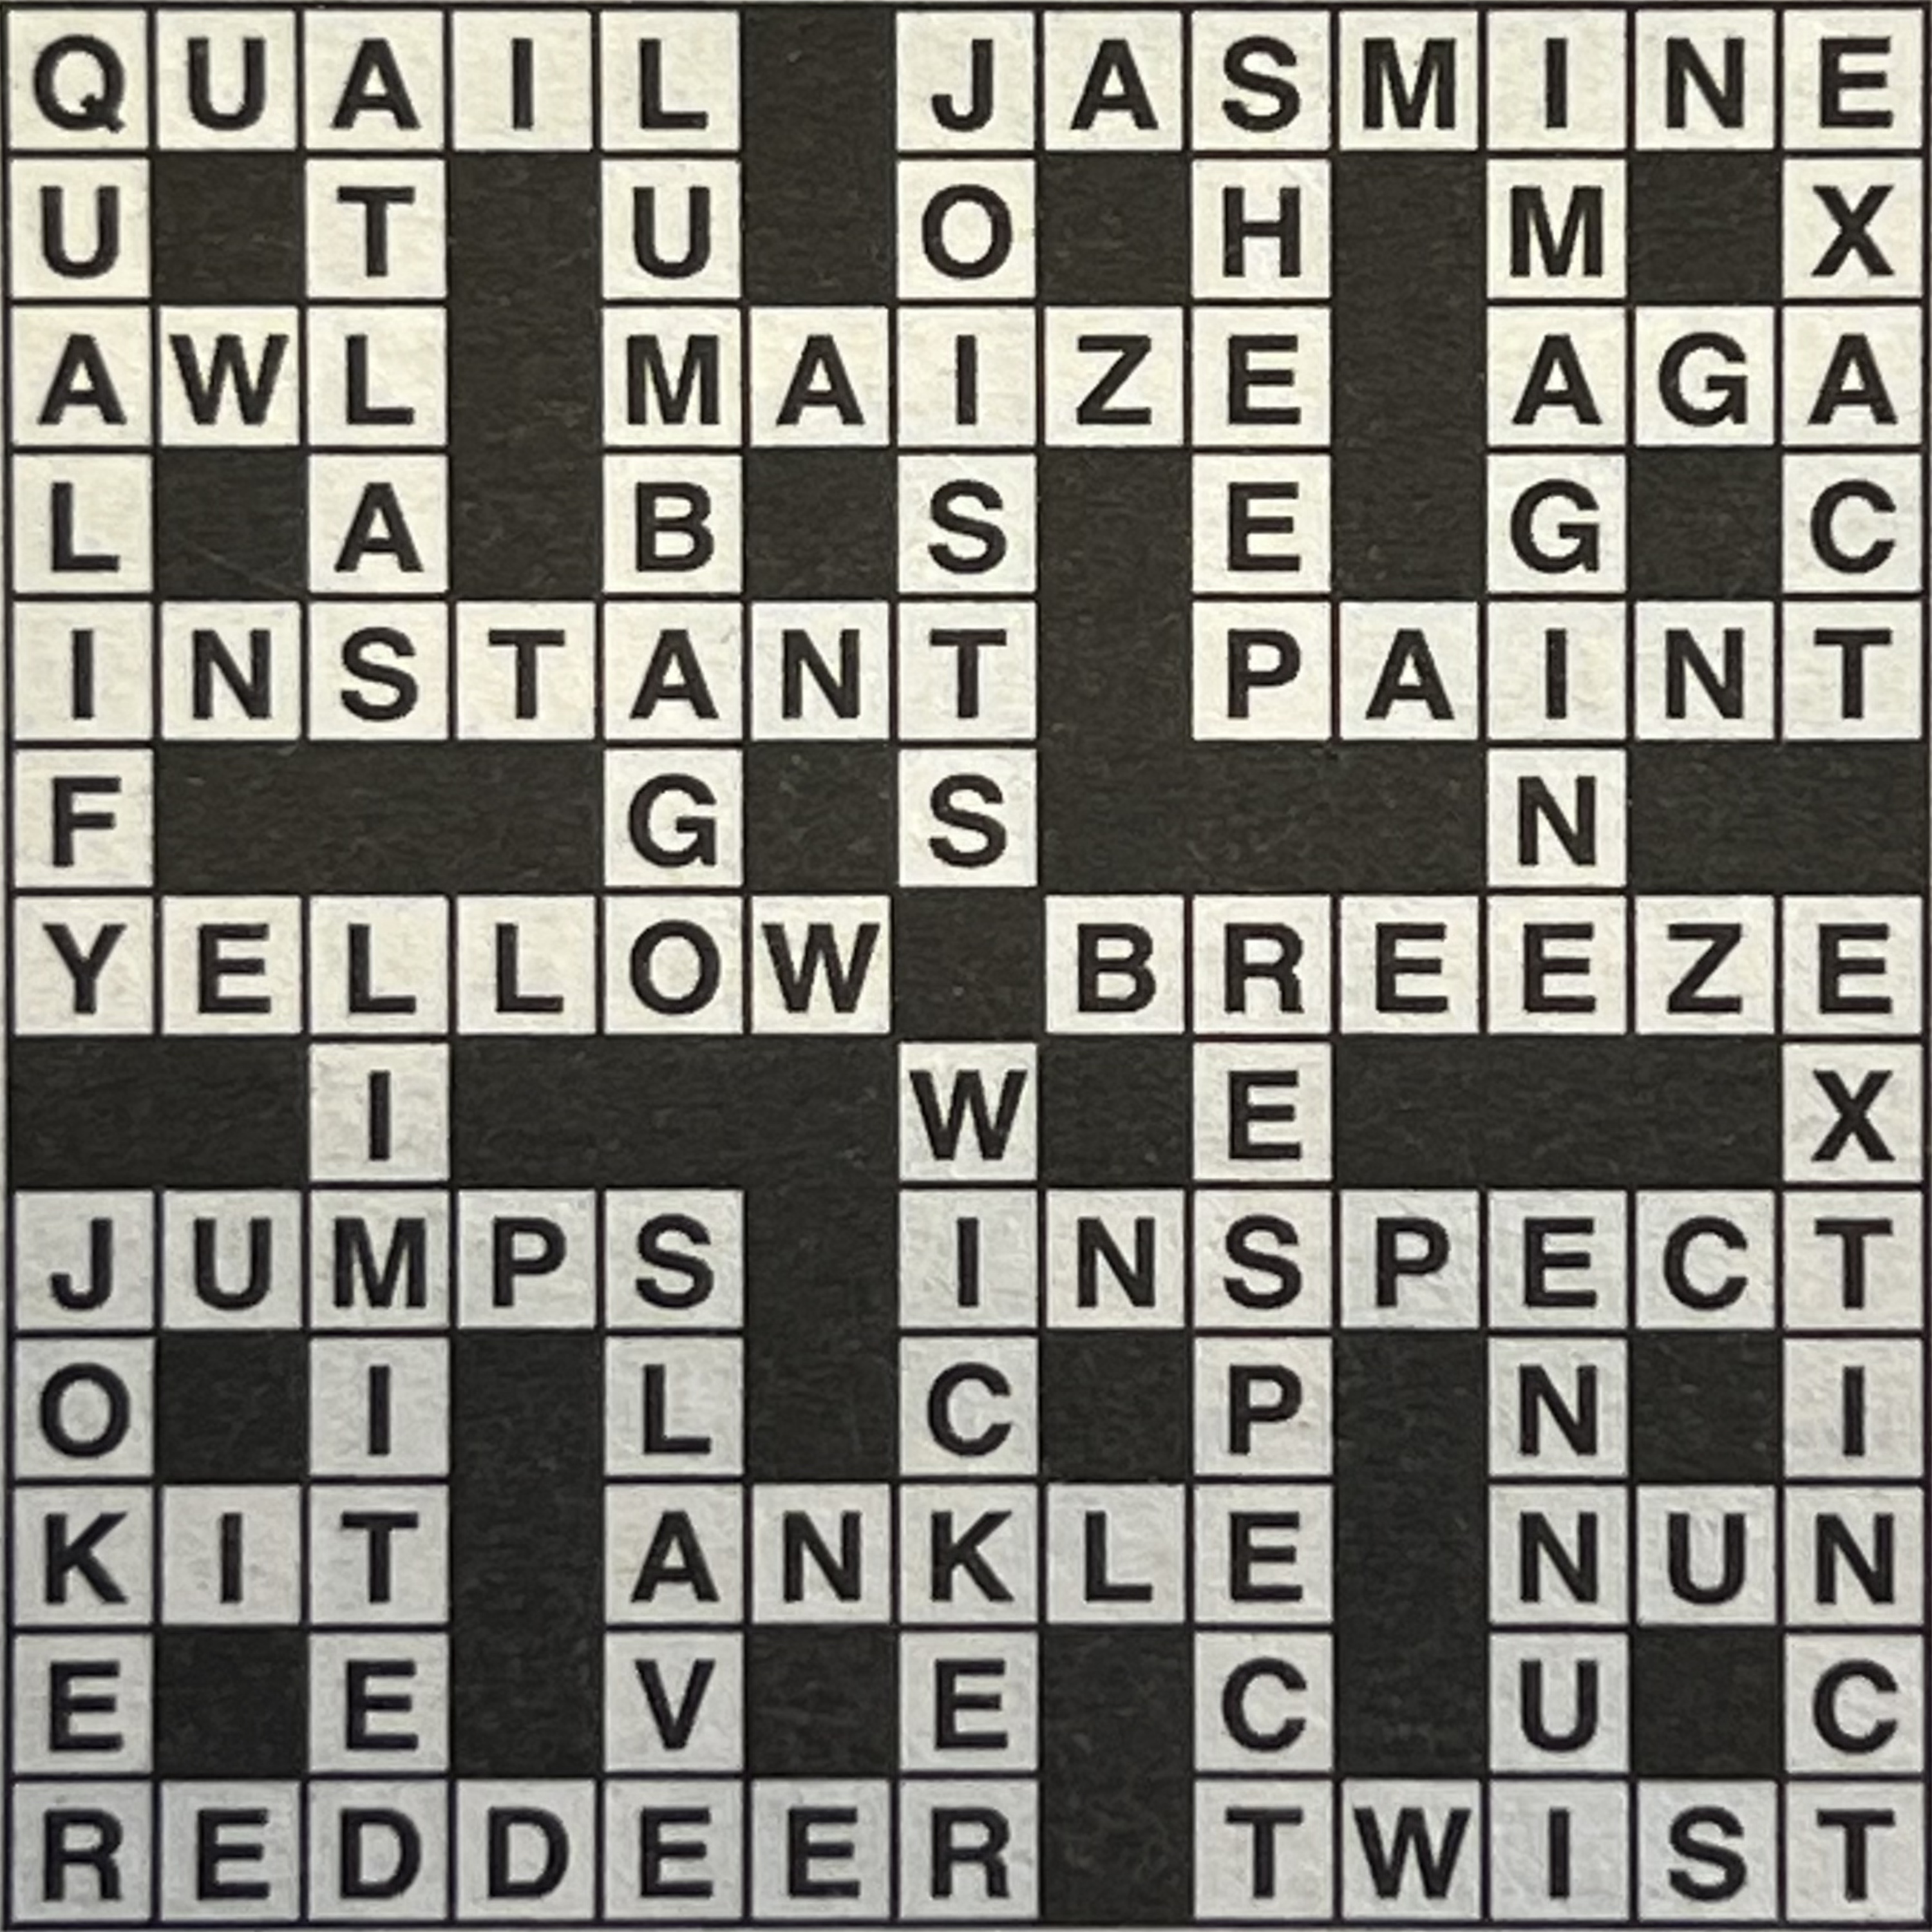 QUAIL JASMINE
U T U O H M X
AWL MAIZE AGA
L A B S E G C
INSTANT PAINT
F G S N
YELLOW BREEZE
I W E X
JUMPS INSPECT
O I L C P N I
KIT ANKLE NUN
E E V E C U C
REDDEER TWIST